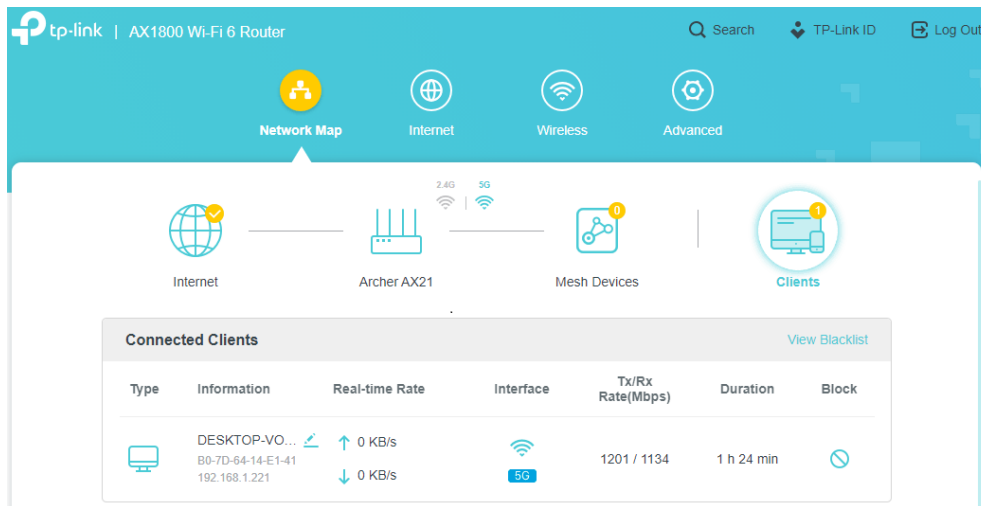 tp-link | AX1800 Wi-Fi 6 Router
Search
TP-Link ID
Log Out
Network Map
Internet
Wireless
Advanced
2.4G | 5G
0
1
Internet
Archer AX21
Mesh Devices
Clients
.
Connected Clients
View Blacklist
Type
Information
Real-time Rate
Interface
Tx/Rx
Rate(Mbps)
Duration
Block
DESKTOP-VO...
B0-7D-64-14-E1-41
192.168.1.221
↑ 0 KB/s
↓ 0 KB/s
5G
1201 / 1134
1 h 24 min